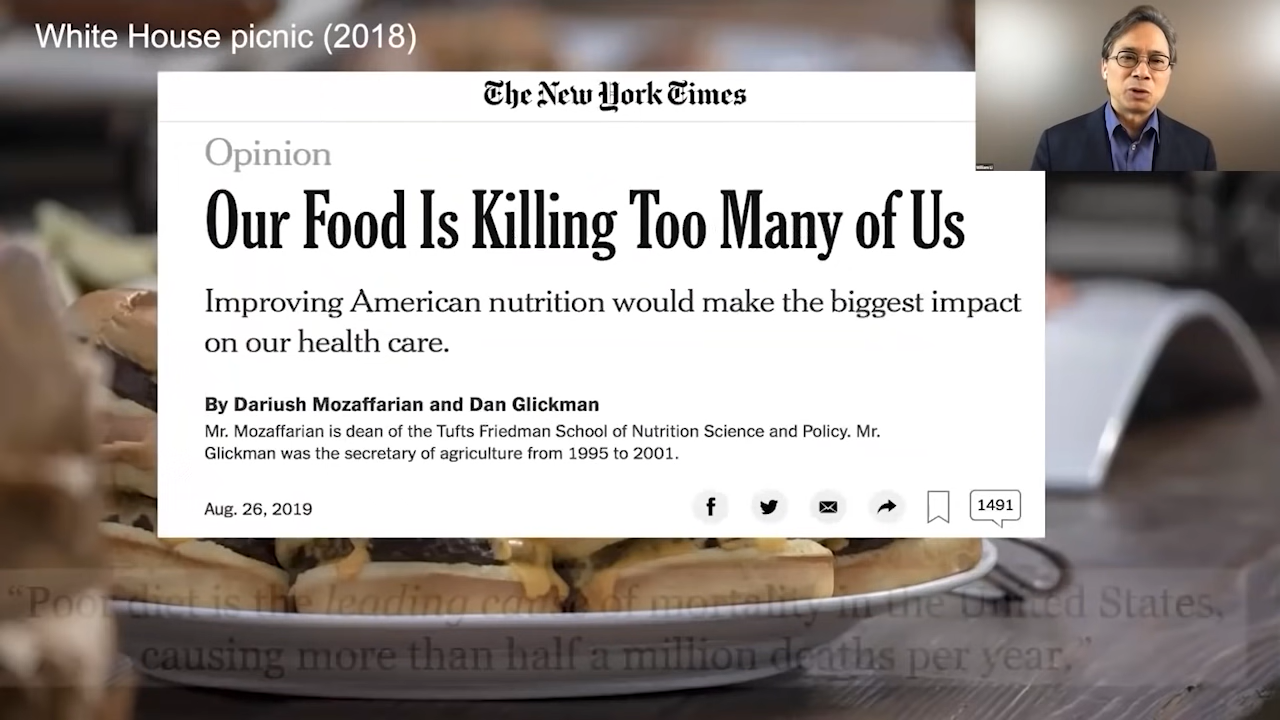 White House picnic (2018)
The New York Times
Opinion
Our Food Is Killing Too Many of Us
Improving American nutrition would make the biggest impact
on our health care.
By Dariush Mozaffarian and Dan Glickman
Mr. Mozaffarian is dean of the Tufts Friedman School of Nutrition Science and Policy. Mr.
Glickman was the secretary of agriculture from 1995 to 2001.
Aug. 26, 2019
1491
“Poor diet is the leading cause of mortality in the United States,
causing more than half a million deaths per year.”